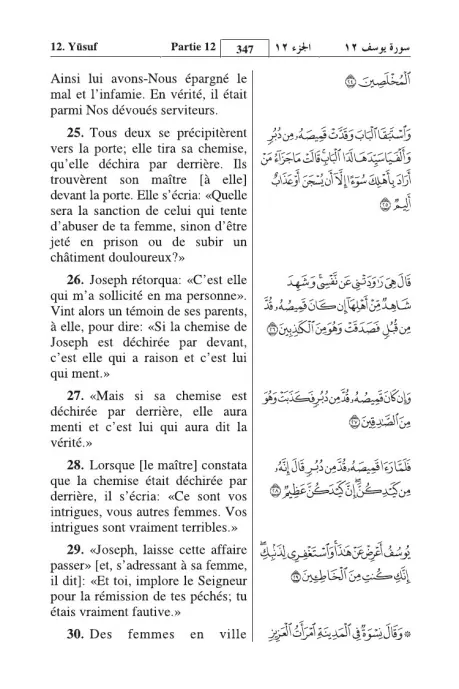 12. Yūsuf Partie 12 347 الجزء ١٢ سورة يوسف ١٢
Ainsi lui avons-Nous épargné le
mal et l’infamie. En vérité, il était
parmi Nos dévoués serviteurs.
25. Tous deux se précipitèrent
vers la porte; elle tira sa chemise,
qu’elle déchira par derrière. Ils
trouvèrent son maître [à elle]
devant la porte. Elle s’écria: «Quelle
sera la sanction de celui qui tente
d’abuser de ta femme, sinon d’être
jeté en prison ou de subir un
châtiment douloureux?»
26. Joseph rétorqua: «C’est elle
qui m’a sollicité en ma personne».
Vint alors un témoin de ses parents,
à elle, pour dire: «Si la chemise de
Joseph est déchirée par devant,
c’est elle qui a raison et c’est lui
qui ment.»
27. «Mais si sa chemise est
déchirée par derrière, elle aura
menti et c’est lui qui aura dit la
vérité.»
28. Lorsque [le maître] constata
que la chemise était déchirée par
derrière, il s’écria: «Ce sont vos
intrigues, vous autres femmes. Vos
intrigues sont vraiment terribles.»
29. «Joseph, laisse cette affaire
passer» [et, s’adressant à sa femme,
il dit]: «Et toi, implore le Seigneur
pour la rémission de tes péchés; tu
étais vraiment fautive.»
30. Des femmes en ville
ٱلْمُخْلَصِينَ ٢٤
وَٱسْتَبَقَا ٱلْبَابَ وَقَدَّتْ قَمِيصَهُۥ مِن دُبُرٍ
وَأَلْفَيَا سَيِّدَهَا لَدَا ٱلْبَابِ ۚ قَالَتْ مَا جَزَآءُ مَنْ
أَرَادَ بِأَهْلِكَ سُوٓءًا إِلَّآ أَن يُسْجَنَ أَوْ عَذَابٌ
أَلِيمٌ ٢٥
قَالَ هِىَ رَٰوَدَتْنِى عَن نَّفْسِى ۚ وَشَهِدَ
شَاهِدٌ مِّنْ أَهْلِهَآ إِن كَانَ قَمِيصُهُۥ قُدَّ
مِن قُبُلٍ فَصَدَقَتْ وَهُوَ مِنَ ٱلْكَٰذِبِينَ ٢٦
وَإِن كَانَ قَمِيصُهُۥ قُدَّ مِن دُبُرٍ فَكَذَبَتْ وَهُوَ
مِنَ ٱلصَّٰدِقِينَ ٢٧
فَلَمَّا رَءَا قَمِيصَهُۥ قُدَّ مِن دُبُرٍ قَالَ إِنَّهُۥ
مِن كَيْدِكُنَّ ۖ إِنَّ كَيْدَكُنَّ عَظِيمٌ ٢٨
يُوسُفُ أَعْرِضْ عَنْ هَٰذَا ۚ وَٱسْتَغْفِرِى لِذَنۢبِكِ ۖ
إِنَّكِ كُنتِ مِنَ ٱلْخَاطِـِٔينَ ٢٩
* وَقَالَ نِسْوَةٌ فِى ٱلْمَدِينَةِ ٱمْرَأَتُ ٱلْعَزِيزِ